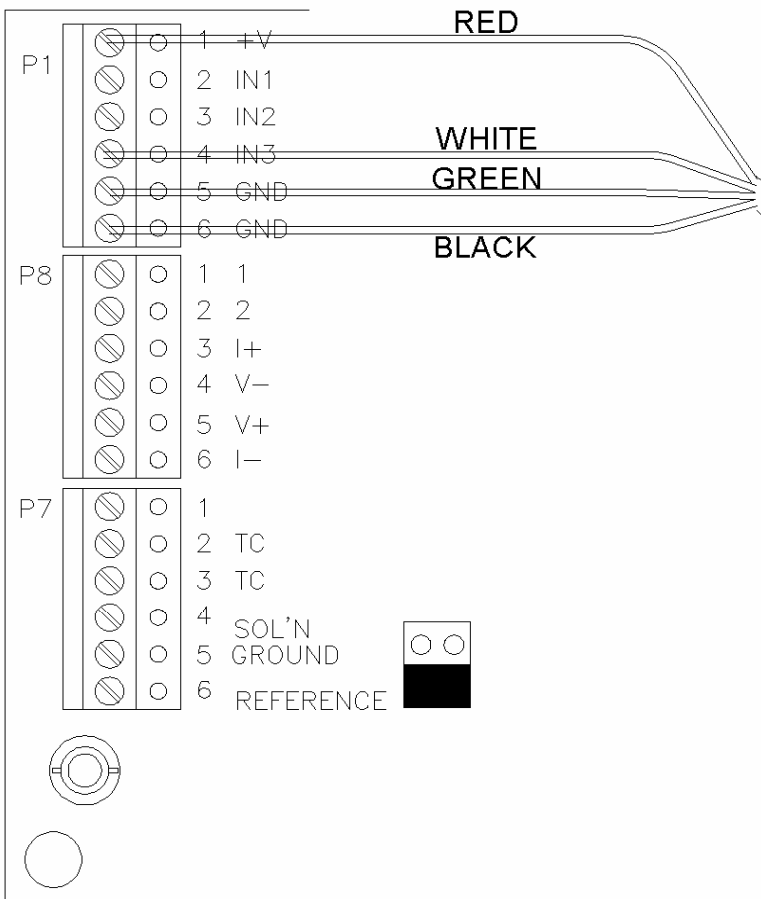 RED
P1
1 +V
2 IN1
3 IN2
WHITE
4 IN3
GREEN
5 GND
6 GND
BLACK
P8
1 1
2 2
3 I+
4 V-
5 V+
6 I-
P7
1
2 TC
3 TC
4
SOL'N
5 GROUND
6
REFERENCE